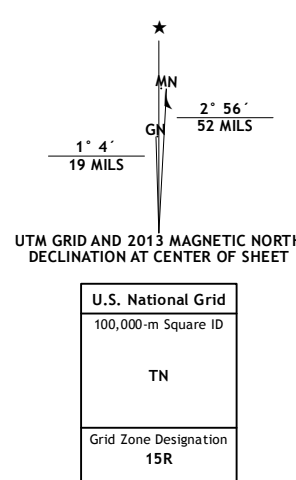 ★
MN
2° 56´
52 MILS
GN
1° 4´
19 MILS
UTM GRID AND 2013 MAGNETIC NORTH
DECLINATION AT CENTER OF SHEET
U.S. National Grid
100,000-m Square ID
TN
Grid Zone Designation
15R